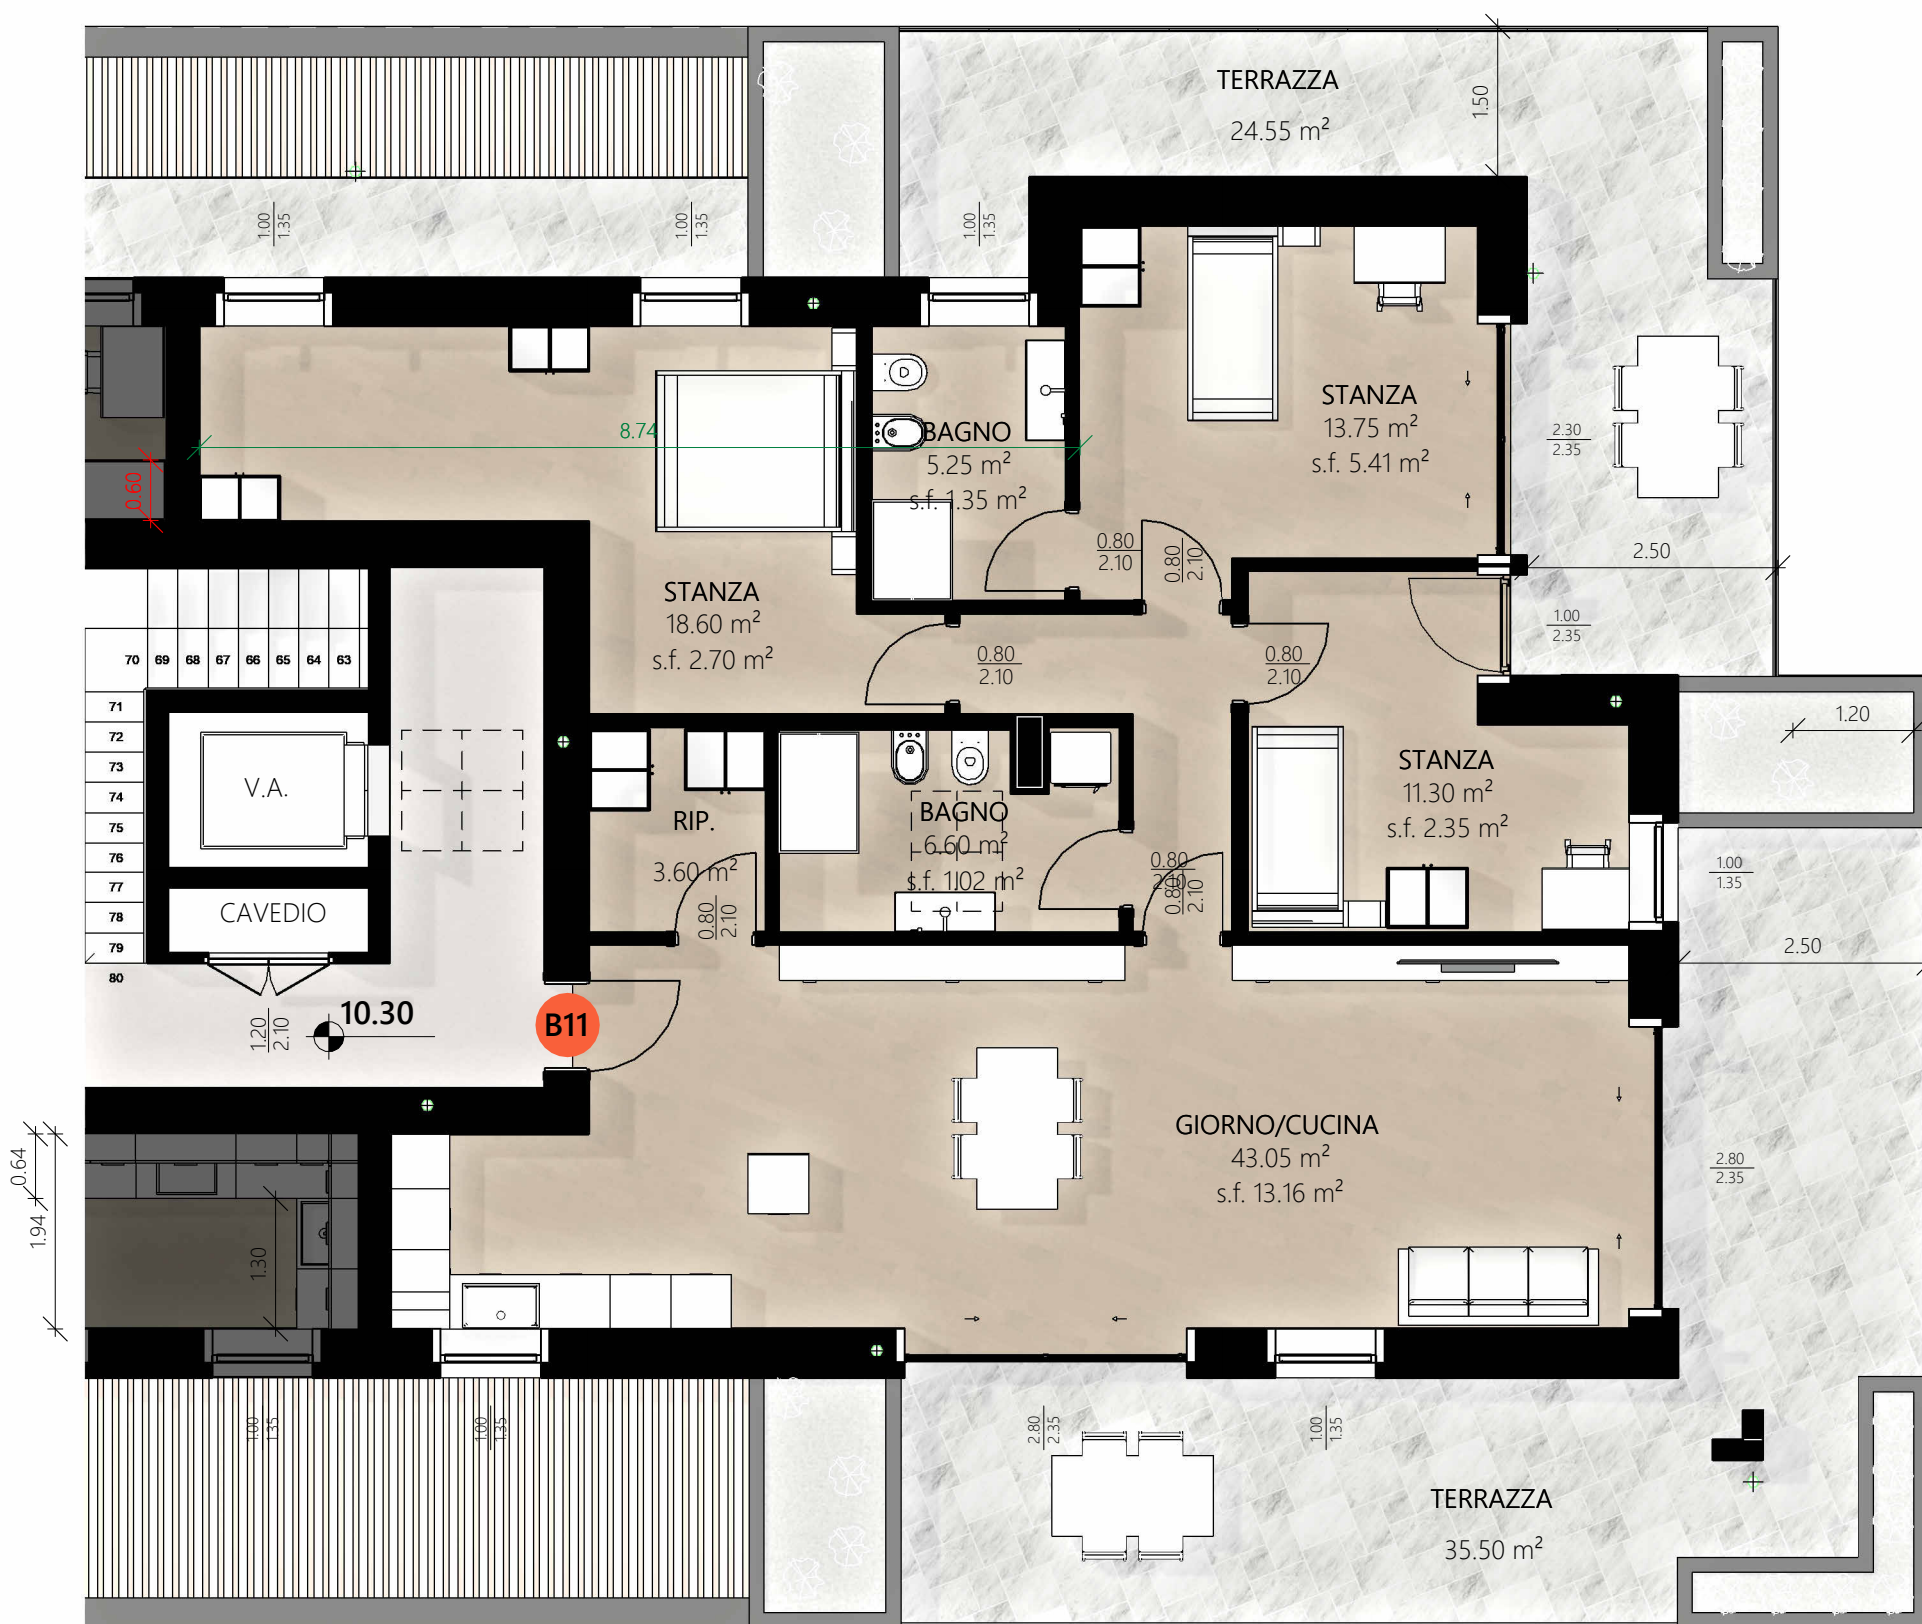 TERRAZZA
24.55 m²
1.50
1.00
1.35
1.00
1.35
1.00
1.35
8.74
0.60
BAGNO
5.25 m²
s.f. 1.35 m²
STANZA
13.75 m²
s.f. 5.41 m²
2.30
2.35
2.50
0.80
2.10
0.80
2.10
STANZA
18.60 m²
s.f. 2.70 m²
0.80
2.10
0.80
2.10
1.00
2.35
70 69 68 67 66 65 64 63
71
72
73
74
75
76
77
78
79
80
V.A.
CAVEDIO
RIP.
3.60 m²
0.80
2.10
BAGNO
6.60 m²
s.f. 1.02 m²
0.80
2.10
0.80
2.10
STANZA
11.30 m²
s.f. 2.35 m²
1.20
1.00
1.35
2.50
1.20
2.10
10.30
B11
GIORNO/CUCINA
43.05 m²
s.f. 13.16 m²
2.80
2.35
0.64
1.94
1.30
1.00
1.35
1.00
1.35
2.80
2.35
1.00
1.35
TERRAZZA
35.50 m²